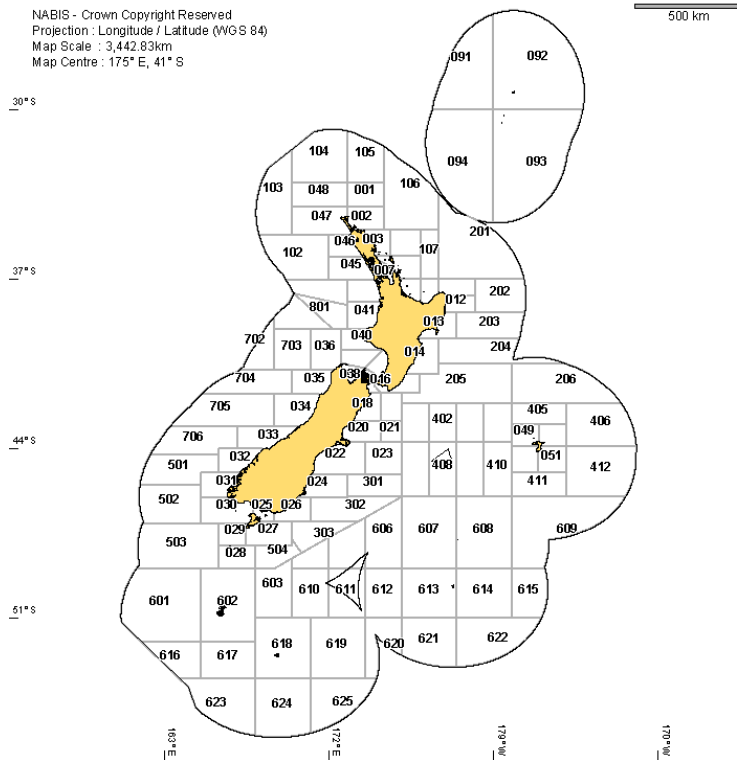 NABIS - Crown Copyright Reserved
Projection : Longitude / Latitude (WGS 84)
Map Scale : 3,442.83km
Map Centre : 175° E, 41° S
500 km
091 092
30° S
094 093
104 105
103 048 001 106
047 002
046 003 201
102 045 007 107
37° S
801 041 012 202
013 203
702 703 036 040 014 204
704 035 038 016 205 206
705 034 018 402 405 406
706 033 020 021 049
44° S
501 032 022 023 408 410 051 412
031 024 301 411
502 030 025 026 302
503 029 027 303 606 607 608 609
028 504
601 602 603 610 611 612 613 614 615
51° S
616 617 618 619 620 621 622
623 624 625
163° E
172° E
179° W
170° W